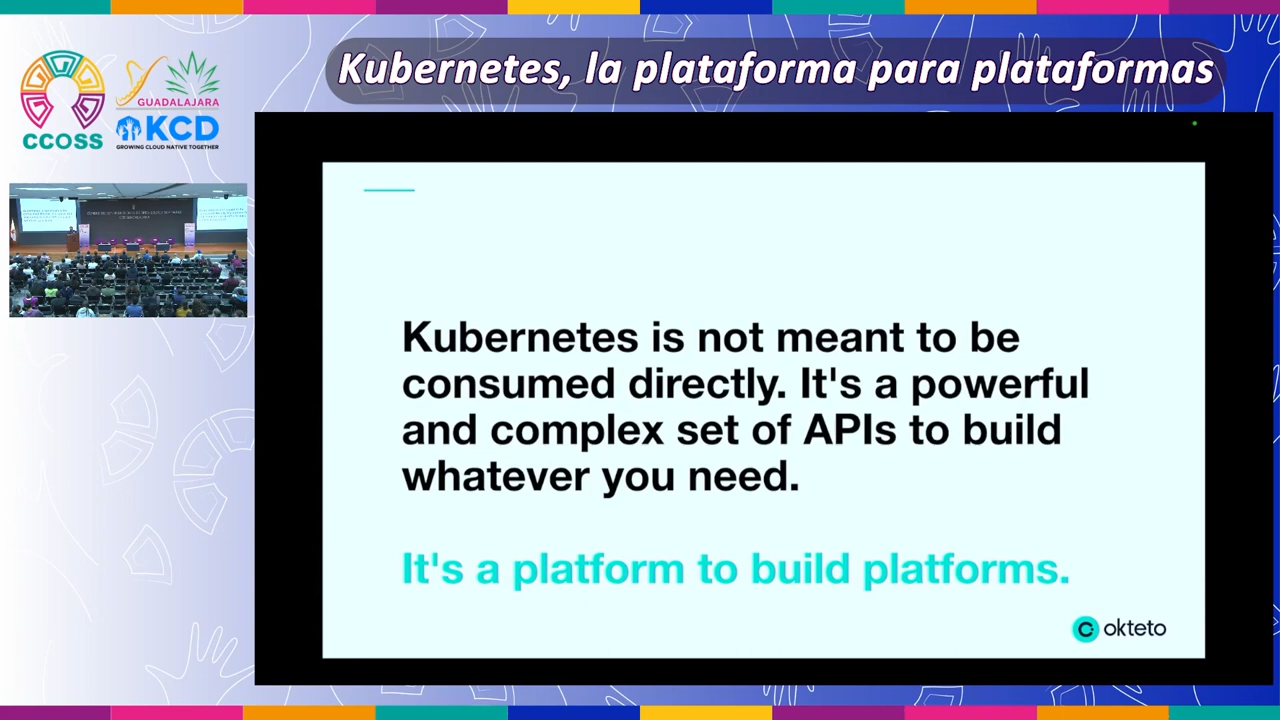 Kubernetes, la plataforma para plataformas
CCOSS
GUADALAJARA
KCD
GROWING CLOUD NATIVE TOGETHER
Kubernetes is not meant to be
consumed directly. It's a powerful
and complex set of APIs to build
whatever you need.
It's a platform to build platforms.
okteto